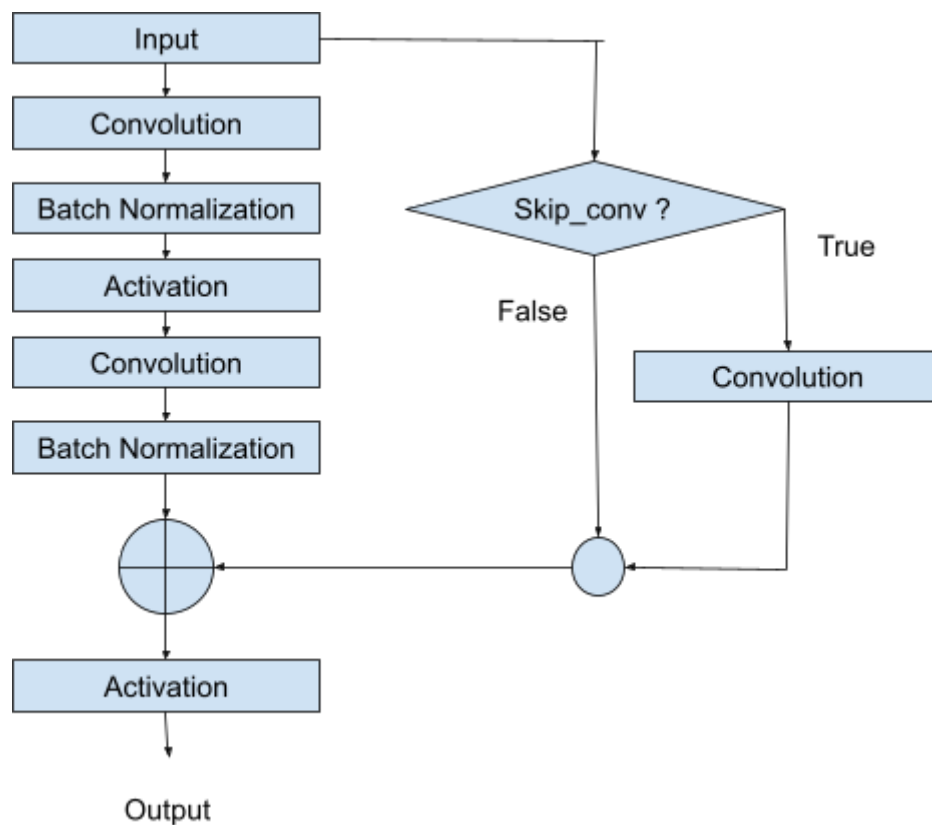 Input
Convolution
Batch Normalization
Skip_conv ?
True
Activation
False
Convolution
Convolution
Batch Normalization
Activation
Output